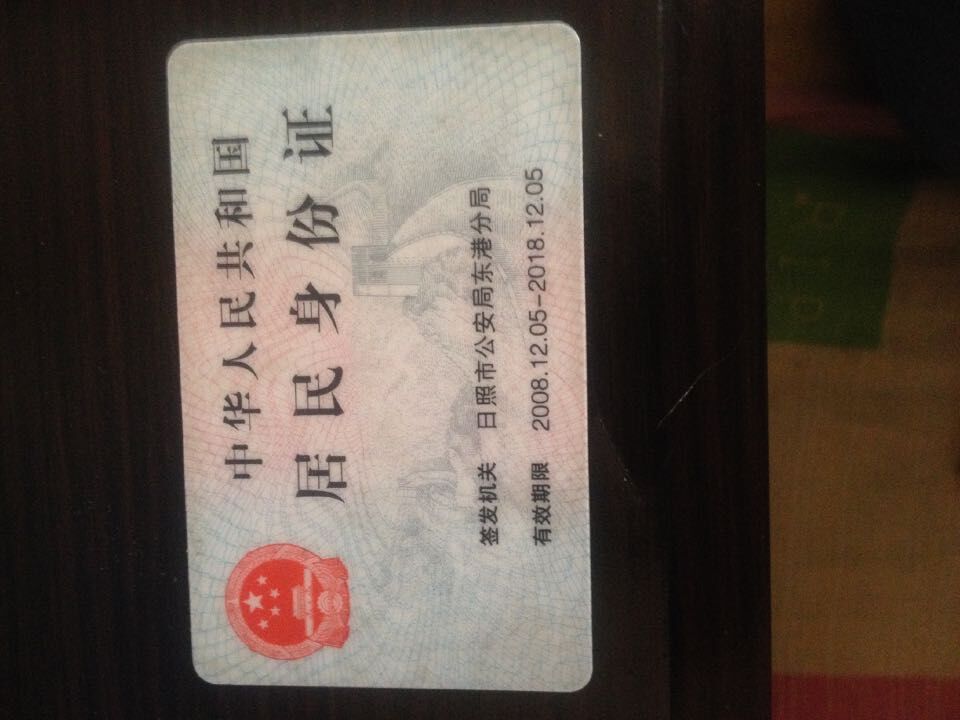 中华人民共和国
居民身份证
签发机关 日照市公安局东港分局
有效期限 2008.12.05-2018.12.05